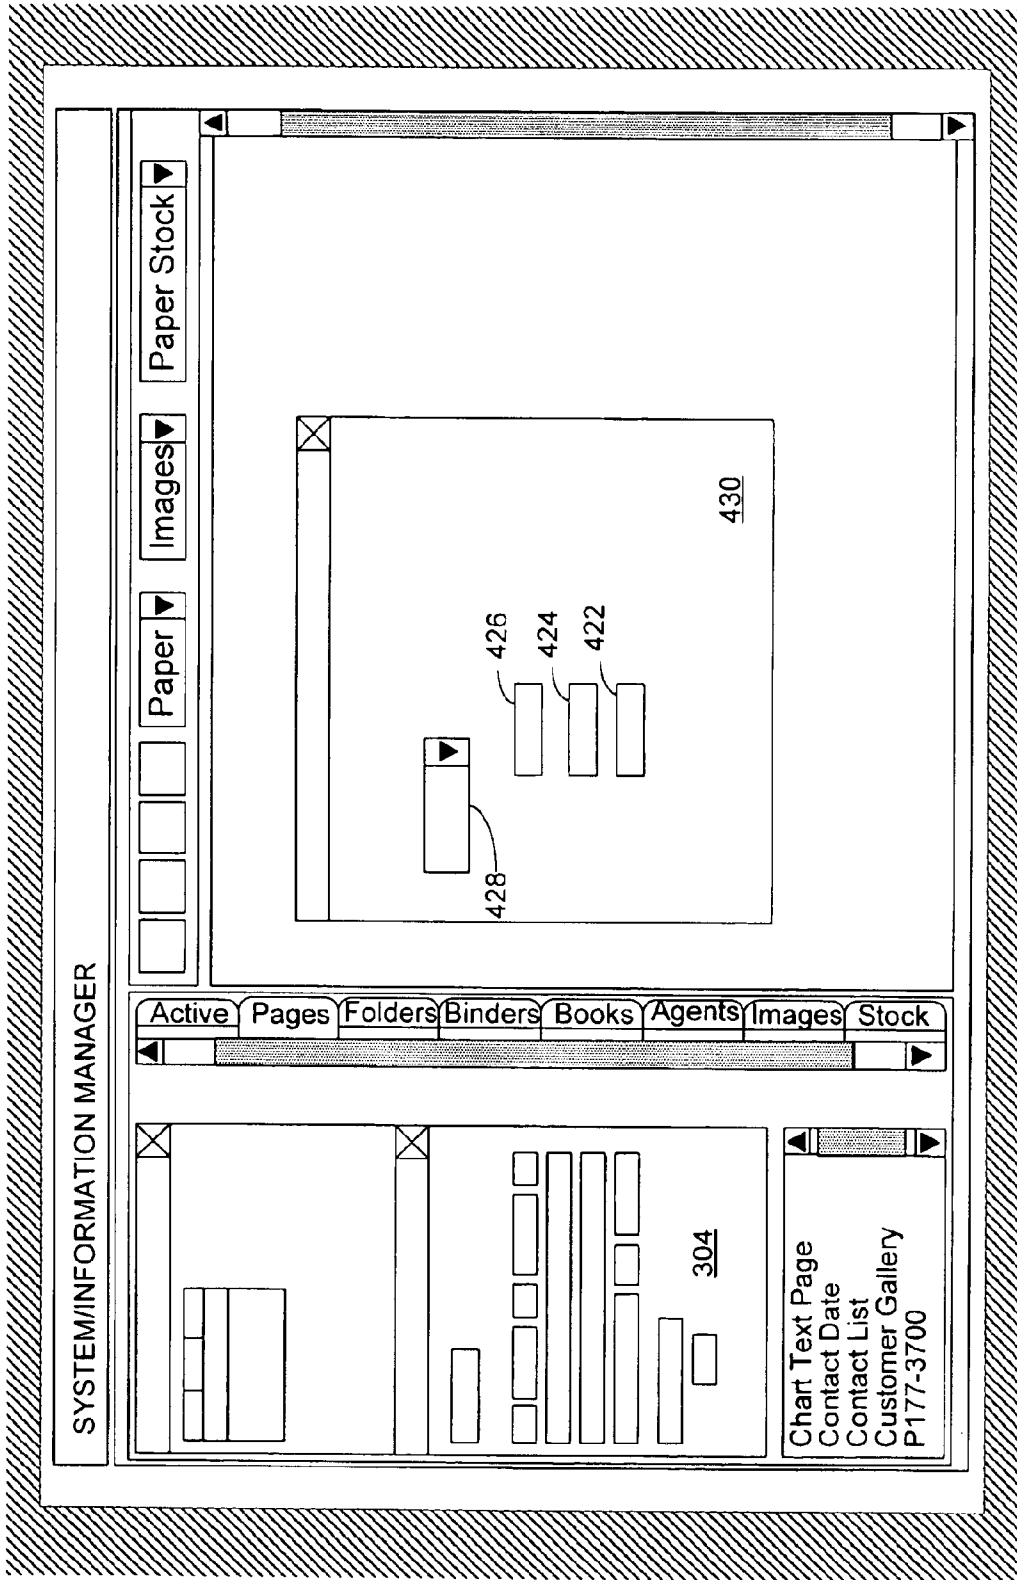 SYSTEM/INFORMATION MANAGER
Paper
Images
Paper Stock
Active
Pages
Folders
Binders
Books
Agents
Images
Stock
304
Chart Text Page
Contact Date
Contact List
Customer Gallery
P177-3700
428
426
424
422
430